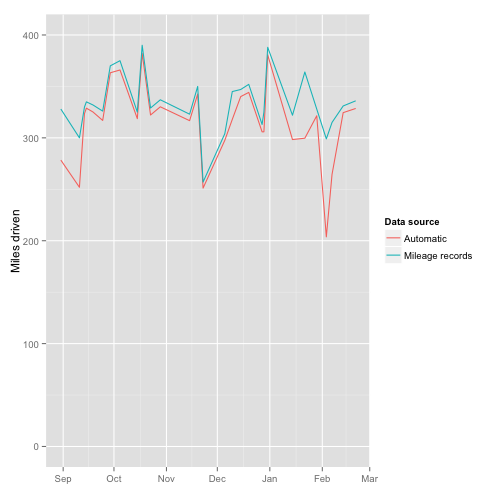 400
300
200
100
0
Miles driven
Sep Oct Nov Dec Jan Feb Mar
Data source
Automatic
Mileage records